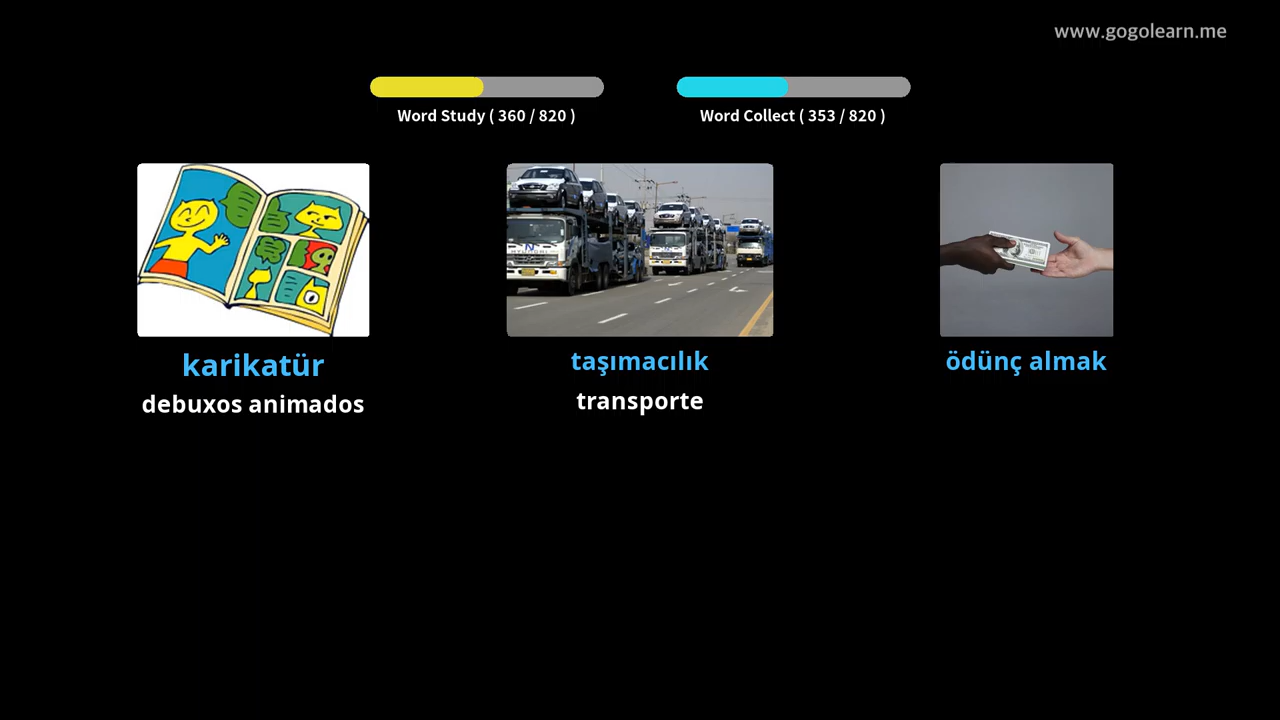 www.gogolearn.me
Word Study ( 360 / 820 )
Word Collect ( 353 / 820 )
karikatür
debuxos animados
taşımacılık
transporte
ödünç almak